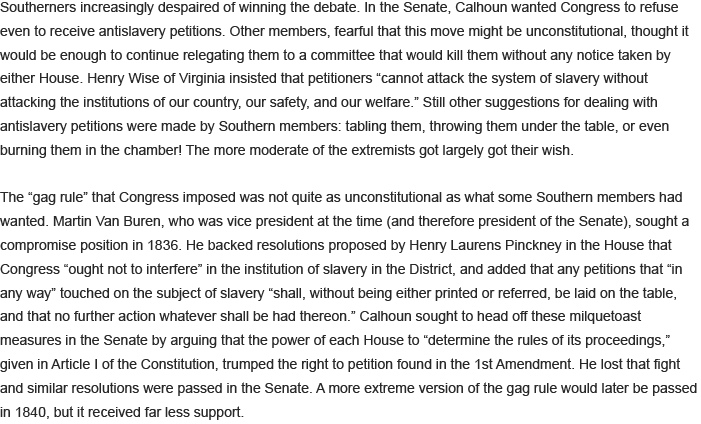 Southerners increasingly despaired of winning the debate. In the Senate, Calhoun wanted Congress to refuse
even to receive antislavery petitions. Other members, fearful that this move might be unconstitutional, thought it
would be enough to continue relegating them to a committee that would kill them without any notice taken by
either House. Henry Wise of Virginia insisted that petitioners “cannot attack the system of slavery without
attacking the institutions of our country, our safety, and our welfare.” Still other suggestions for dealing with
antislavery petitions were made by Southern members: tabling them, throwing them under the table, or even
burning them in the chamber! The more moderate of the extremists got largely got their wish.

The “gag rule” that Congress imposed was not quite as unconstitutional as what some Southern members had
wanted. Martin Van Buren, who was vice president at the time (and therefore president of the Senate), sought a
compromise position in 1836. He backed resolutions proposed by Henry Laurens Pinckney in the House that
Congress “ought not to interfere” in the institution of slavery in the District, and added that any petitions that “in
any way” touched on the subject of slavery “shall, without being either printed or referred, be laid on the table,
and that no further action whatever shall be had thereon.” Calhoun sought to head off these milquetoast
measures in the Senate by arguing that the power of each House to “determine the rules of its proceedings,”
given in Article I of the Constitution, trumped the right to petition found in the 1st Amendment. He lost that fight
and similar resolutions were passed in the Senate. A more extreme version of the gag rule would later be passed
in 1840, but it received far less support.